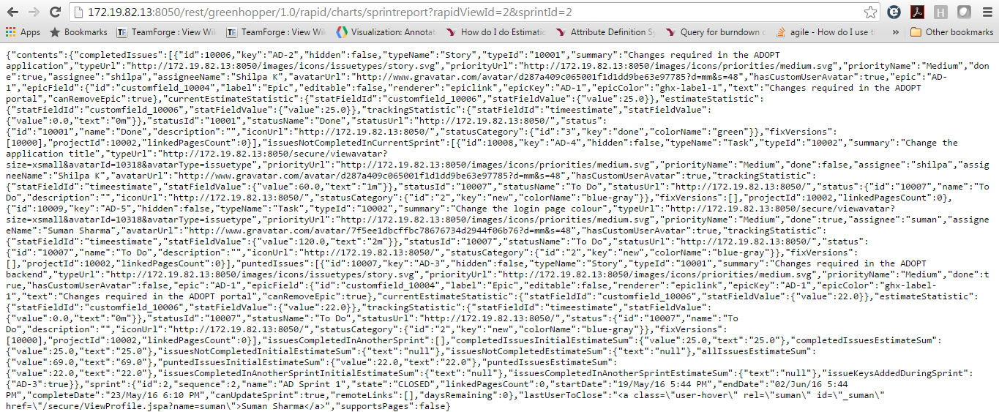 172.19.82.13:8050/rest/greenhopper/1.0/rapid/charts/sprintreport?rapidViewId=2&sprintId=2
Apps Bookmarks TeamForge : View Wik TeamForge : View Wik Visualization: Annotat How do I do Estimatic Attribute Definition Sy Query for burndown o agile - How do I use th » Other bookmarks
{"contents":{"completedIssues":[{"id":10006,"key":"AD-2","hidden":false,"typeName":"Story","typeId":"10001","summary":"Changes required in the ADOPT
application","typeUrl":"http://172.19.82.13:8050/images/icons/issuetypes/story.svg","priorityUrl":"http://172.19.82.13:8050/images/icons/priorities/medium.svg","priorityName":"Medium","don
e":true,"assignee":"shilpa","assigneeName":"Shilpa K","avatarUrl":"http://www.gravatar.com/avatar/d287a409c065001f1d1dd9be63e97785?d=mm&s=48","hasCustomUserAvatar":true,"epic":"AD-
1","epicField":{"id":"customfield_10004","label":"Epic","editable":false,"renderer":"epiclink","epicKey":"AD-1","epicColor":"ghx-label-1","text":"Changes required in the ADOPT
portal","canRemoveEpic":true},"currentEstimateStatistic":{"statFieldId":"customfield_10006","statFieldValue":{"value":25.0}},"estimateStatistic":
{"statFieldId":"customfield_10006","statFieldValue":{"value":25.0}},"trackingStatistic":{"statFieldId":"timeestimate","statFieldValue":
{"value":0.0,"text":"0m"}},"statusId":"10001","statusName":"Done","statusUrl":"http://172.19.82.13:8050/","status":
{"id":"10001","name":"Done","description":"","iconUrl":"http://172.19.82.13:8050/","statusCategory":{"id":"3","key":"done","colorName":"green"}},"fixVersions":
[10000],"projectId":10002,"linkedPagesCount":0}],"issuesNotCompletedInCurrentSprint":[{"id":10008,"key":"AD-4","hidden":false,"typeName":"Task","typeId":"10002","summary":"Change the
application title","typeUrl":"http://172.19.82.13:8050/secure/viewavatar?
size=xsmall&avatarId=10318&avatarType=issuetype","priorityUrl":"http://172.19.82.13:8050/images/icons/priorities/medium.svg","priorityName":"Medium","done":false,"assignee":"shilpa","assig
neeName":"Shilpa K","avatarUrl":"http://www.gravatar.com/avatar/d287a409c065001f1d1dd9be63e97785?d=mm&s=48","hasCustomUserAvatar":true,"trackingStatistic":
{"statFieldId":"timeestimate","statFieldValue":{"value":60.0,"text":"1m"}},"statusId":"10007","statusName":"To Do","statusUrl":"http://172.19.82.13:8050/","status":{"id":"10007","name":"To
Do","description":"","iconUrl":"http://172.19.82.13:8050/","statusCategory":{"id":"2","key":"new","colorName":"blue-gray"}},"fixVersions":[],"projectId":10002,"linkedPagesCount":0},
{"id":10009,"key":"AD-5","hidden":false,"typeName":"Task","typeId":"10002","summary":"Change the login page colour","typeUrl":"http://172.19.82.13:8050/secure/viewavatar?
size=xsmall&avatarId=10318&avatarType=issuetype","priorityUrl":"http://172.19.82.13:8050/images/icons/priorities/medium.svg","priorityName":"Medium","done":true,"assignee":"suman","assigne
eName":"Suman Sharma","avatarUrl":"http://www.gravatar.com/avatar/7f5ee1dbcffbc78676734d2944f06b76?d=mm&s=48","hasCustomUserAvatar":true,"trackingStatistic":
{"statFieldId":"timeestimate","statFieldValue":{"value":120.0,"text":"2m"}},"statusId":"10007","statusName":"To Do","statusUrl":"http://172.19.82.13:8050/","status":
{"id":"10007","name":"To Do","description":"","iconUrl":"http://172.19.82.13:8050/","statusCategory":{"id":"2","key":"new","colorName":"blue-gray"}},"fixVersions":
[],"projectId":10002,"linkedPagesCount":0}],"puntedIssues":[{"id":10007,"key":"AD-3","hidden":false,"typeName":"Story","typeId":"10001","summary":"Changes required in the ADOPT
backend","typeUrl":"http://172.19.82.13:8050/images/icons/issuetypes/story.svg","priorityUrl":"http://172.19.82.13:8050/images/icons/priorities/medium.svg","priorityName":"Medium","done":t
rue,"hasCustomUserAvatar":false,"epic":"AD-1","epicField":{"id":"customfield_10004","label":"Epic","editable":false,"renderer":"epiclink","epicKey":"AD-1","epicColor":"ghx-label-
1","text":"Changes required in the ADOPT portal","canRemoveEpic":true},"currentEstimateStatistic":{"statFieldId":"customfield_10006","statFieldValue":{"value":22.0}},"estimateStatistic":
{"statFieldId":"customfield_10006","statFieldValue":{"value":22.0}},"trackingStatistic":{"statFieldId":"timeestimate","statFieldValue":
{"value":0.0,"text":"0m"}},"statusId":"10007","statusName":"To Do","statusUrl":"http://172.19.82.13:8050/","status":{"id":"10007","name":"To
Do","description":"","iconUrl":"http://172.19.82.13:8050/","statusCategory":{"id":"2","key":"new","colorName":"blue-gray"}},"fixVersions":
[10000],"projectId":10002,"linkedPagesCount":0}],"issuesCompletedInAnotherSprint":[],"completedIssuesInitialEstimateSum":{"value":25.0,"text":"25.0"},"completedIssuesEstimateSum":
{"value":25.0,"text":"25.0"},"issuesNotCompletedInitialEstimateSum":{"text":"null"},"issuesNotCompletedEstimateSum":{"text":"null"},"allIssuesEstimateSum":
{"value":69.0,"text":"69.0"},"puntedIssuesInitialEstimateSum":{"value":22.0,"text":"22.0"},"puntedIssuesEstimateSum":
{"value":22.0,"text":"22.0"},"issuesCompletedInAnotherSprintInitialEstimateSum":{"text":"null"},"issuesCompletedInAnotherSprintEstimateSum":{"text":"null"},"issueKeysAddedDuringSprint":
{"AD-3":true}},"sprint":{"id":2,"sequence":2,"name":"AD Sprint 1","state":"CLOSED","linkedPagesCount":0,"startDate":"19/May/16 5:44 PM","endDate":"02/Jun/16 5:44
PM","completeDate":"23/May/16 6:10 PM","canUpdateSprint":true,"remoteLinks":[],"daysRemaining":0},"lastUserToClose":"<a class=\"user-hover\" rel=\"suman\" id=\"_suman\"
href=\"/secure/ViewProfile.jspa?name=suman\">Suman Sharma</a>","supportsPages":false}